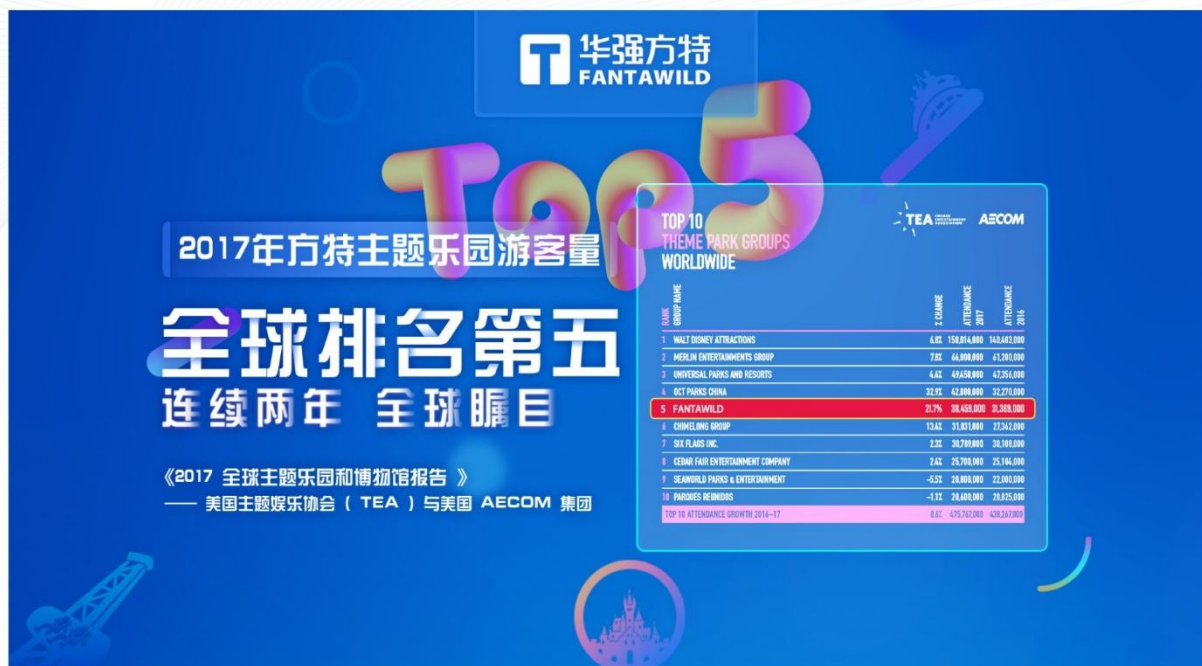 华强方特
FANTAWILD
Top5
2017年方特主题乐园游客量
全球排名第五
连续两年 全球瞩目
《2017 全球主题乐园和博物馆报告 》
—— 美国主题娱乐协会 ( TEA ) 与美国 AECOM 集团
TEA AECOM
TOP 10
THEME PARK GROUPS
WORLDWIDE
RANK GROUP NAME % CHANGE ATTENDANCE 2017 ATTENDANCE 2016
1 WALT DISNEY ATTRACTIONS 6.8% 150,014,000 140,403,000
2 MERLIN ENTERTAINMENTS GROUP 7.8% 66,000,000 61,200,000
3 UNIVERSAL PARKS AND RESORTS 4.4% 49,458,000 47,356,000
4 OCT PARKS CHINA 32.9% 42,880,000 32,270,000
5 FANTAWILD 21.7% 38,459,000 31,389,000
6 CHIMELONG GROUP 13.4% 31,031,000 27,362,000
7 SIX FLAGS INC. 2.3% 30,789,000 30,108,000
8 CEDAR FAIR ENTERTAINMENT COMPANY 2.4% 25,700,000 25,104,000
9 SEAWORLD PARKS & ENTERTAINMENT -5.5% 20,800,000 22,000,000
10 PARQUES REUNIDOS -1.1% 20,600,000 20,825,000
TOP 10 ATTENDANCE GROWTH 2016–17 8.6% 475,767,000 438,267,000